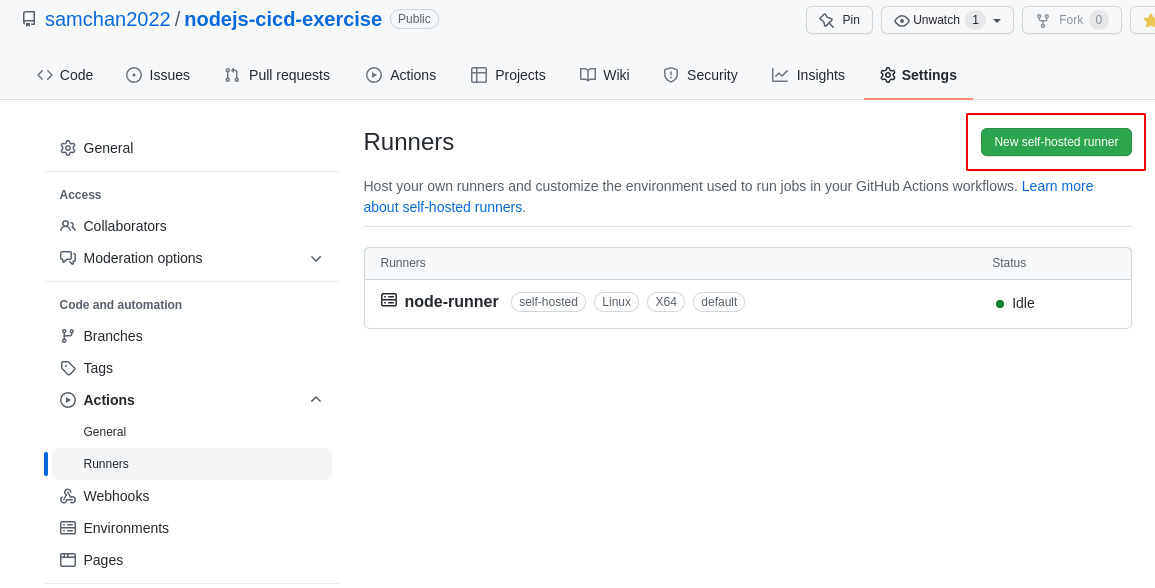 samchan2022 / nodejs-cicd-exercise Public Pin Unwatch 1 Fork 0
Code Issues Pull requests Actions Projects Wiki Security Insights Settings
General
Access
Collaborators
Moderation options
Code and automation
Branches
Tags
Actions
General
Runners
Webhooks
Environments
Pages
Runners
New self-hosted runner
Host your own runners and customize the environment used to run jobs in your GitHub Actions workflows. Learn more
about self-hosted runners.
Runners Status
node-runner self-hosted Linux X64 default Idle